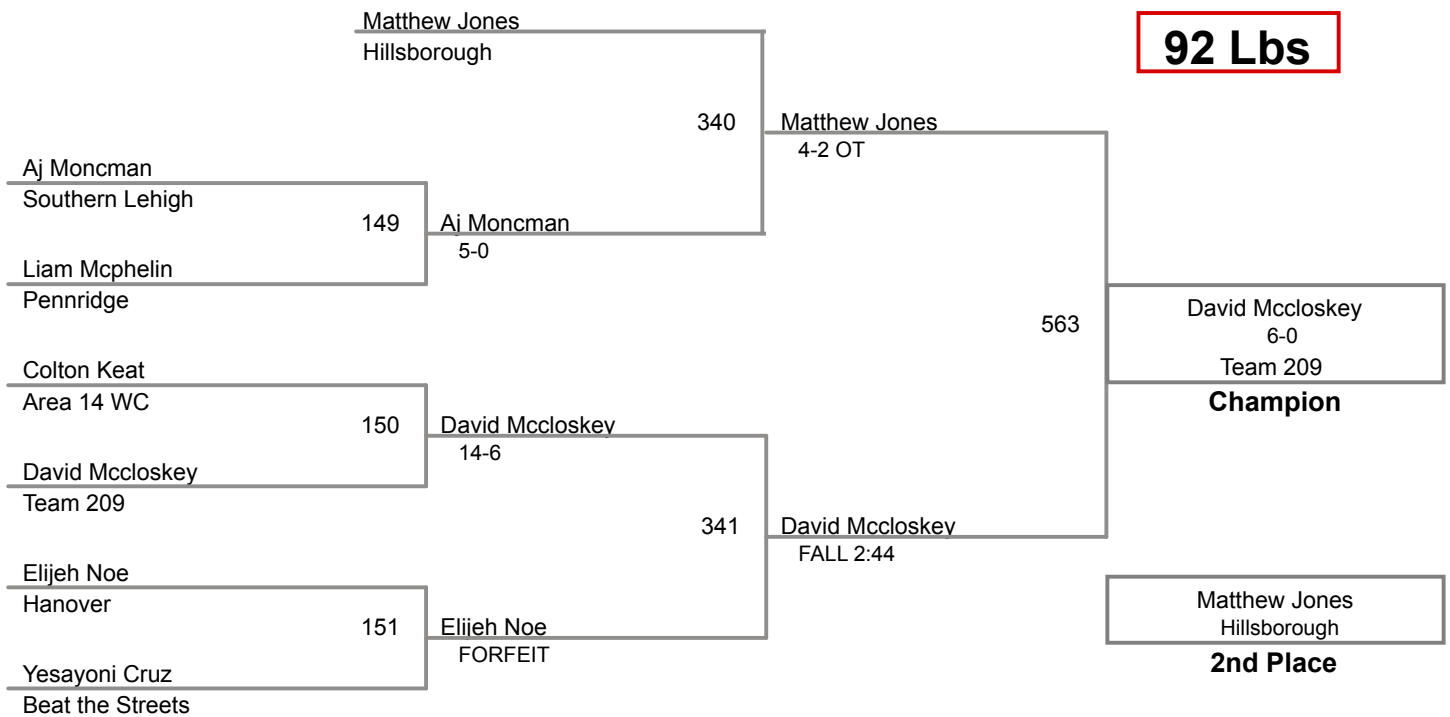 Matthew Jones
Hillsborough
92 Lbs
340
Matthew Jones
4-2 OT
Aj Moncman
Southern Lehigh
149
Aj Moncman
5-0
Liam Mcphelin
Pennridge
563
David Mccloskey
6-0
Team 209
Champion
Colton Keat
Area 14 WC
150
David Mccloskey
14-6
David Mccloskey
Team 209
341
David Mccloskey
FALL 2:44
Elijeh Noe
Hanover
151
Elijeh Noe
FORFEIT
Matthew Jones
Hillsborough
2nd Place
Yesayoni Cruz
Beat the Streets